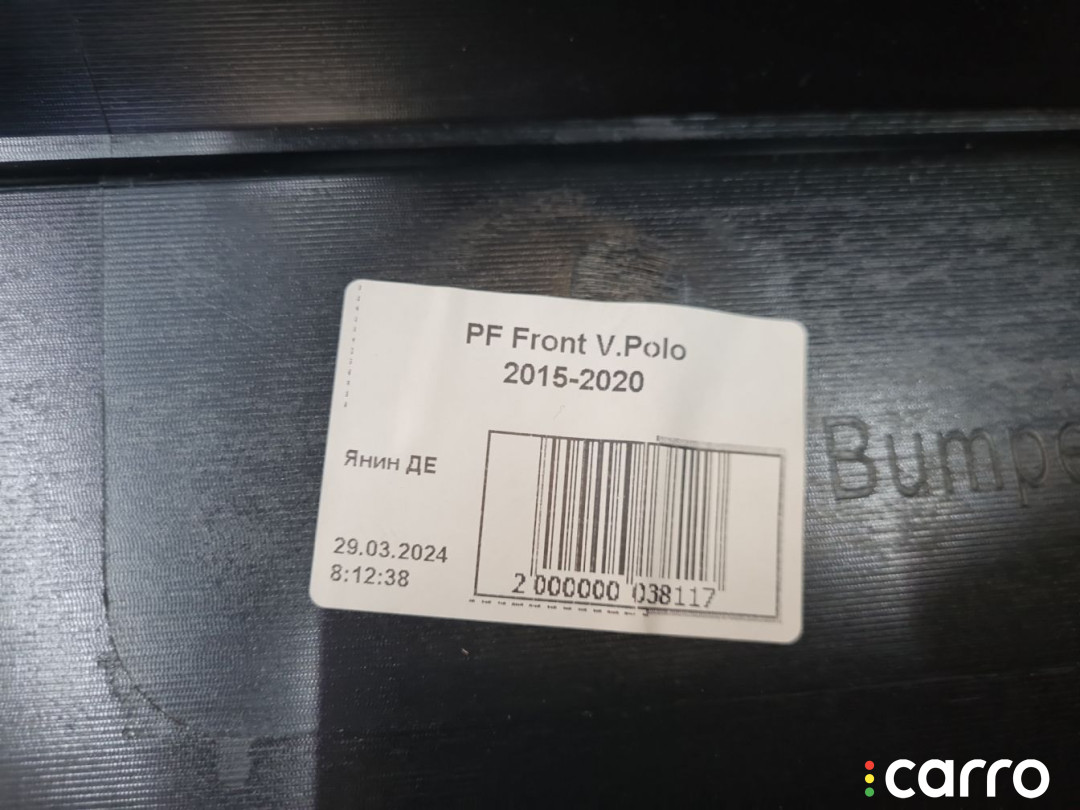 PF Front V.Polo
2015-2020
Янин ДЕ
29.03.2024
8:12:38
2 000000 038117
Bumpe
carro